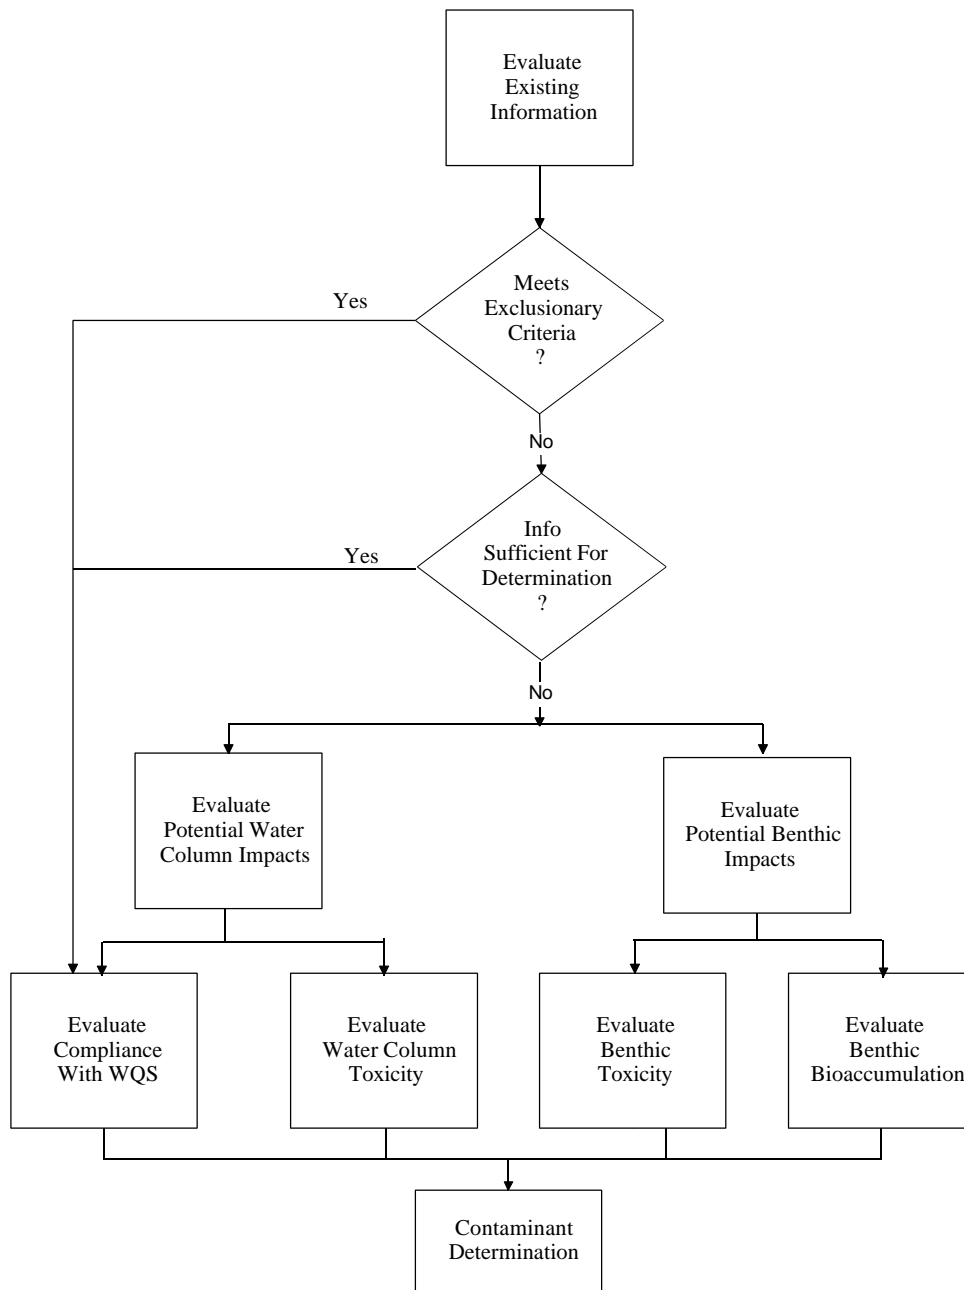 Evaluate
Existing
Information
Meets
Exclusionary
Criteria
?
Yes
No
Info
Sufficient For
Determination
?
Yes
No
Evaluate
Potential Water
Column Impacts
Evaluate
Potential Benthic
Impacts
Evaluate
Compliance
With WQS
Evaluate
Water Column
Toxicity
Evaluate
Benthic
Toxicity
Evaluate
Benthic
Bioaccumulation
Contaminant
Determination